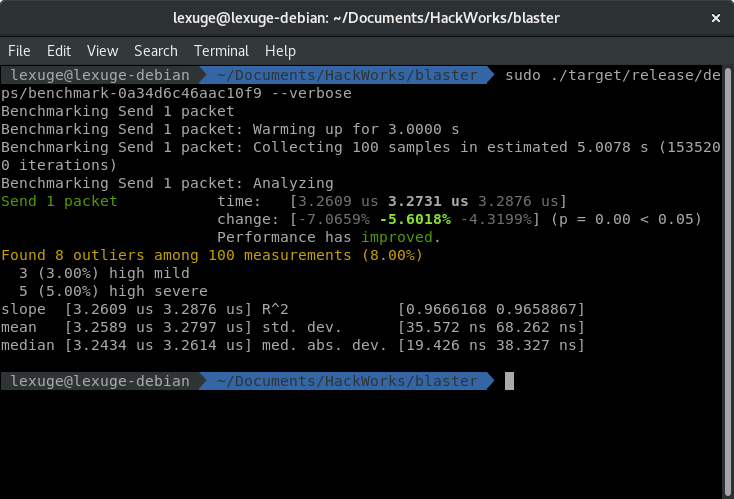 lexuge@lexuge-debian: ~/Documents/HackWorks/blaster
File Edit View Search Terminal Help
lexuge@lexuge-debian ~/Documents/HackWorks/blaster sudo ./target/release/de
ps/benchmark-0a34d6c46aac10f9 --verbose
Benchmarking Send 1 packet
Benchmarking Send 1 packet: Warming up for 3.0000 s
Benchmarking Send 1 packet: Collecting 100 samples in estimated 5.0078 s (153520
0 iterations)
Benchmarking Send 1 packet: Analyzing
Send 1 packet           time:   [3.2609 us 3.2731 us 3.2876 us]
                        change: [-7.0659% -5.6018% -4.3199%] (p = 0.00 < 0.05)
                        Performance has improved.
Found 8 outliers among 100 measurements (8.00%)
  3 (3.00%) high mild
  5 (5.00%) high severe
slope  [3.2609 us 3.2876 us] R^2            [0.9666168 0.9658867]
mean   [3.2589 us 3.2797 us] std. dev.      [35.572 ns 68.262 ns]
median [3.2434 us 3.2614 us] med. abs. dev. [19.426 ns 38.327 ns]
lexuge@lexuge-debian ~/Documents/HackWorks/blaster